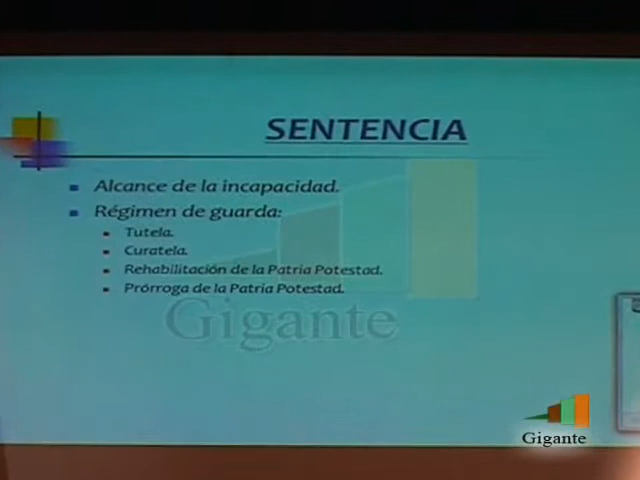 SENTENCIA
Alcance de la incapacidad.
Régimen de guarda:
Tutela.
Curatela.
Rehabilitación de la Patria Potestad.
Prórroga de la Patria Potestad.
Gigante
Gigante